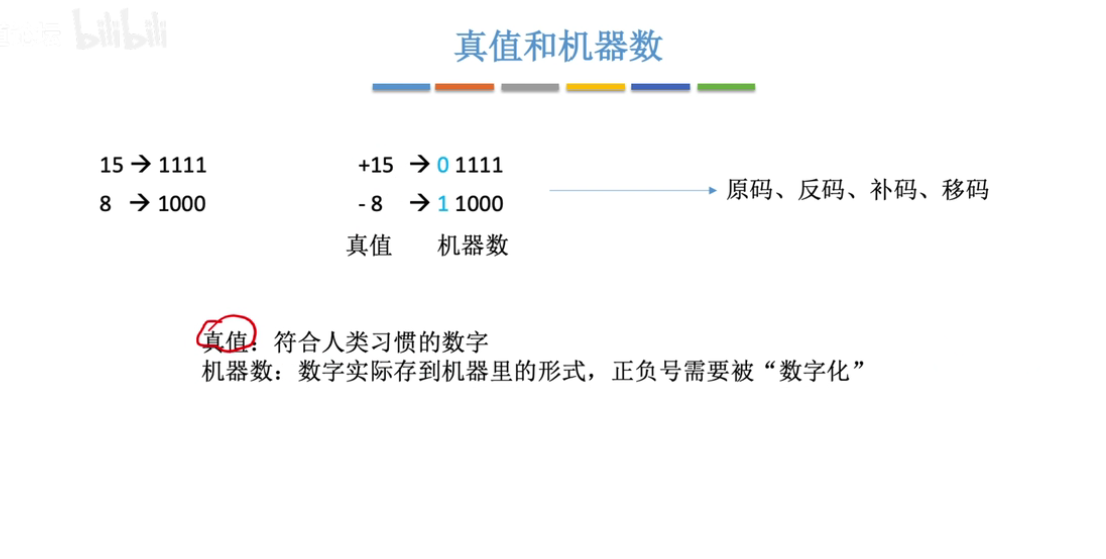 bilibili
真值和机器数
15 → 1111
8 → 1000
+15 → 0 1111
- 8 → 1 1000
真值 机器数
原码、反码、补码、移码
真值：符合人类习惯的数字
机器数：数字实际存到机器里的形式，正负号需要被“数字化”